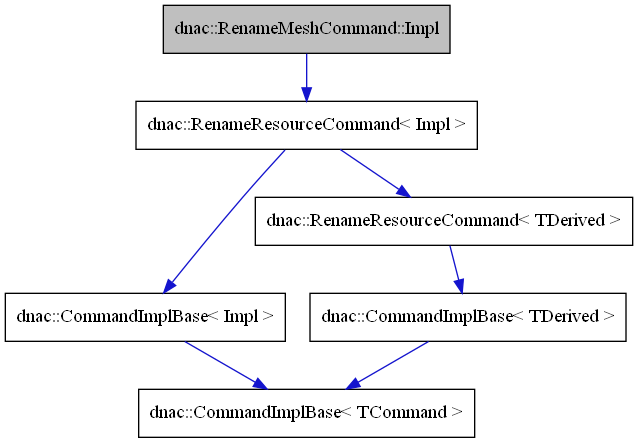 dnac::RenameMeshCommand::Impl
dnac::RenameResourceCommand< Impl >
dnac::RenameResourceCommand< TDerived >
dnac::CommandImplBase< Impl >
dnac::CommandImplBase< TDerived >
dnac::CommandImplBase< TCommand >